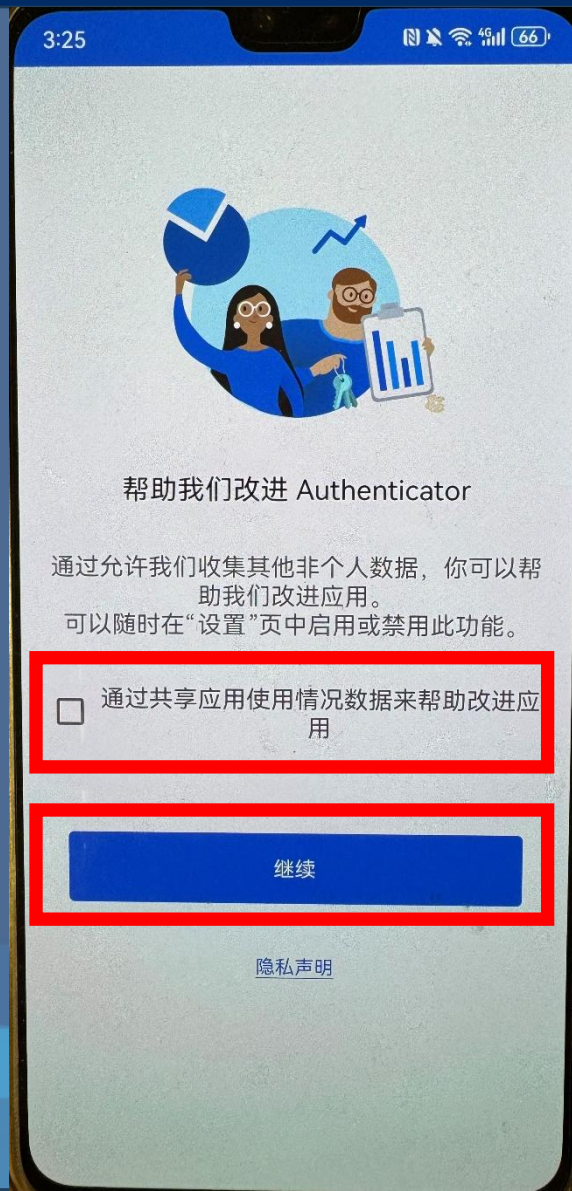 3:25
4G
66
帮助我们改进 Authenticator
通过允许我们收集其他非个人数据，你可以帮
助我们改进应用。
可以随时在“设置”页中启用或禁用此功能。
通过共享应用使用情况数据来帮助改进应
用
继续
隐私声明